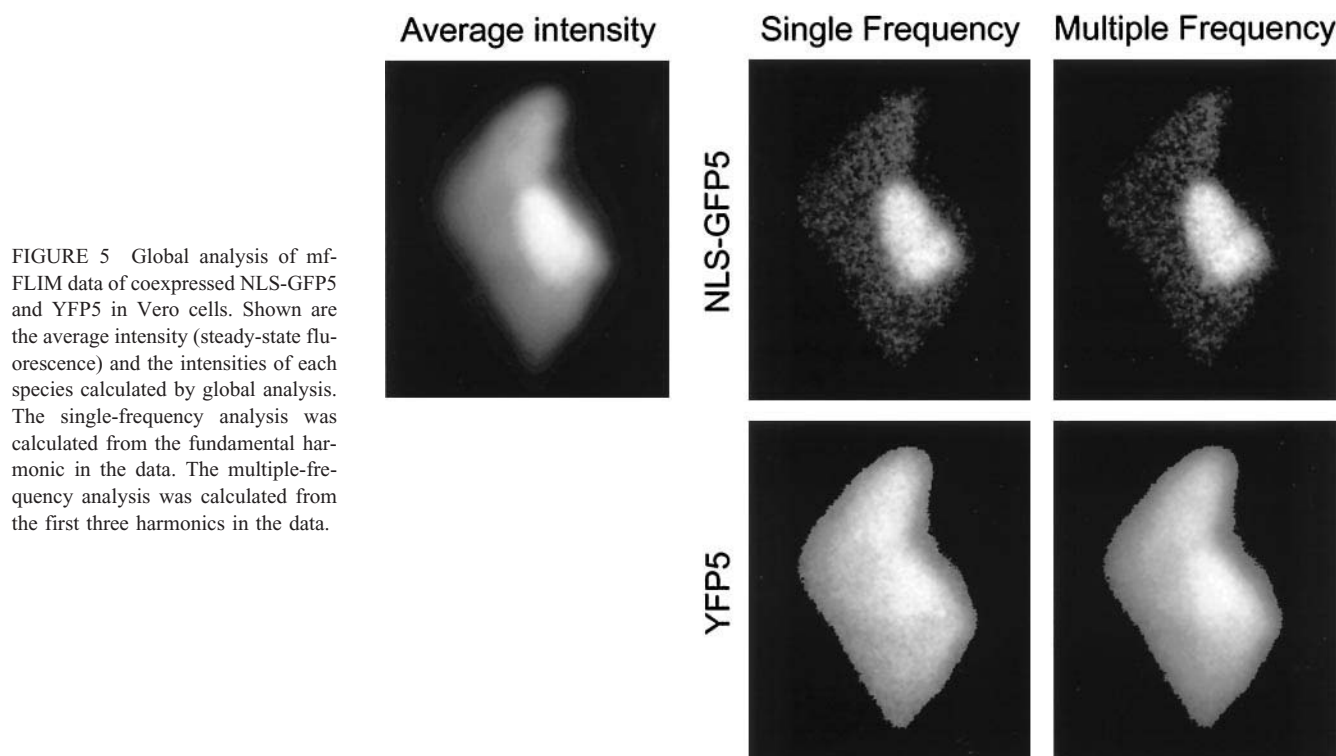 Average intensity
Single Frequency
Multiple Frequency
NLS-GFP5
YFP5
FIGURE 5 Global analysis of mf-
FLIM data of coexpressed NLS-GFP5
and YFP5 in Vero cells. Shown are
the average intensity (steady-state flu-
orescence) and the intensities of each
species calculated by global analysis.
The single-frequency analysis was
calculated from the fundamental har-
monic in the data. The multiple-fre-
quency analysis was calculated from
the first three harmonics in the data.